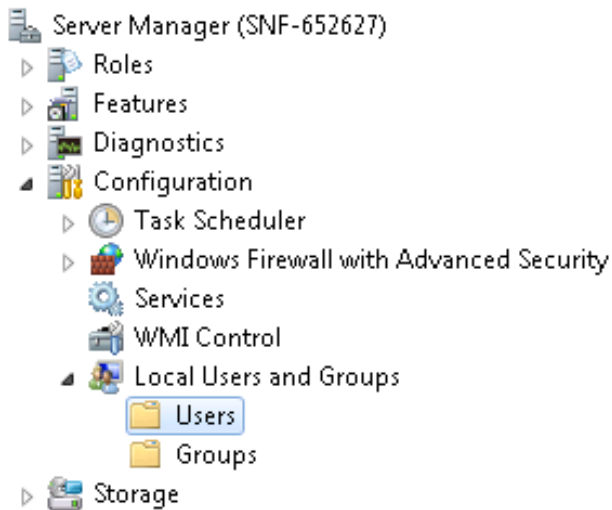 Server Manager (SNF-652627)
Roles
Features
Diagnostics
Configuration
Task Scheduler
Windows Firewall with Advanced Security
Services
WMI Control
Local Users and Groups
Users
Groups
Storage